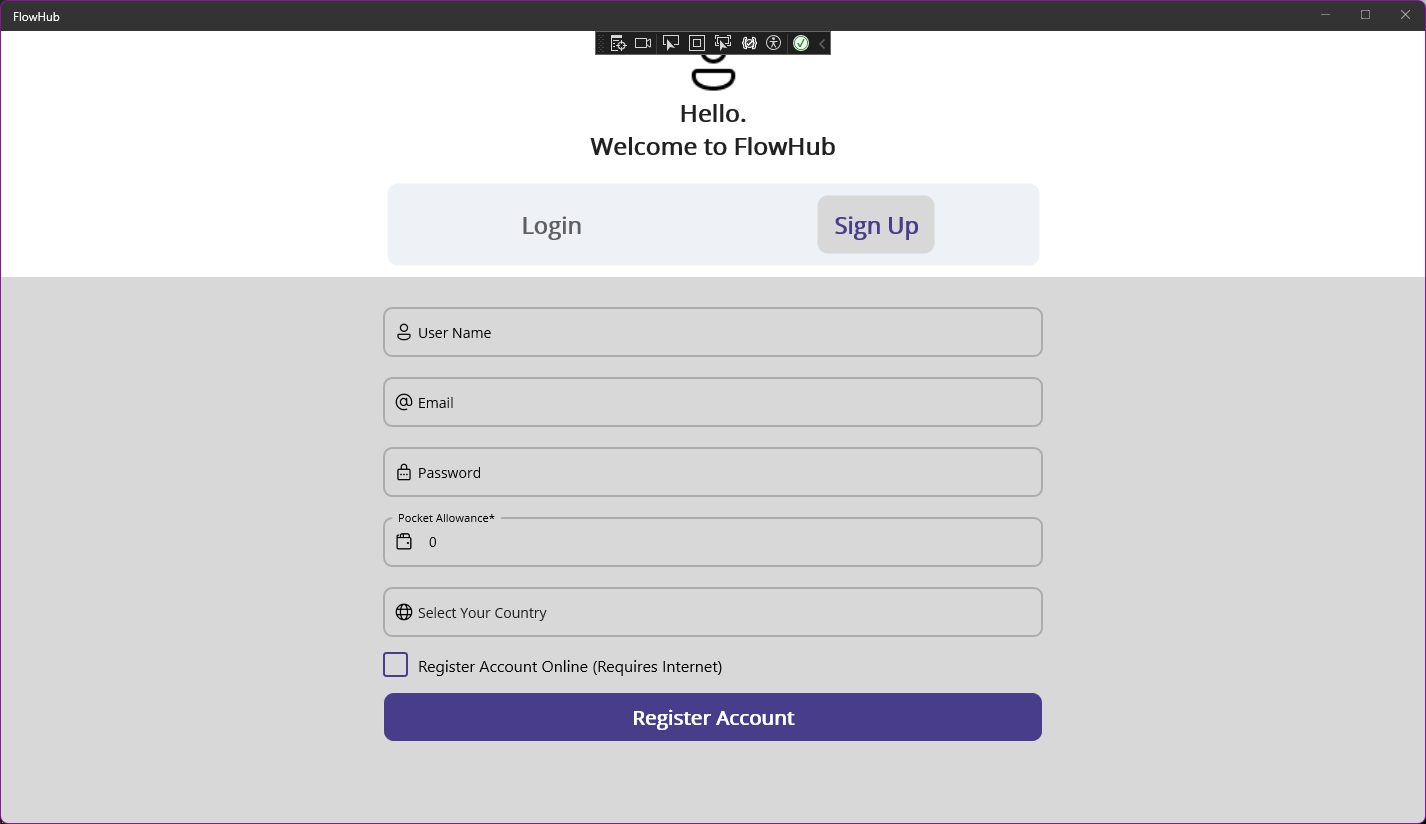 FlowHub
Hello.
Welcome to FlowHub
Login
Sign Up
User Name
Email
Password
Pocket Allowance*
0
Select Your Country
Register Account Online (Requires Internet)
Register Account